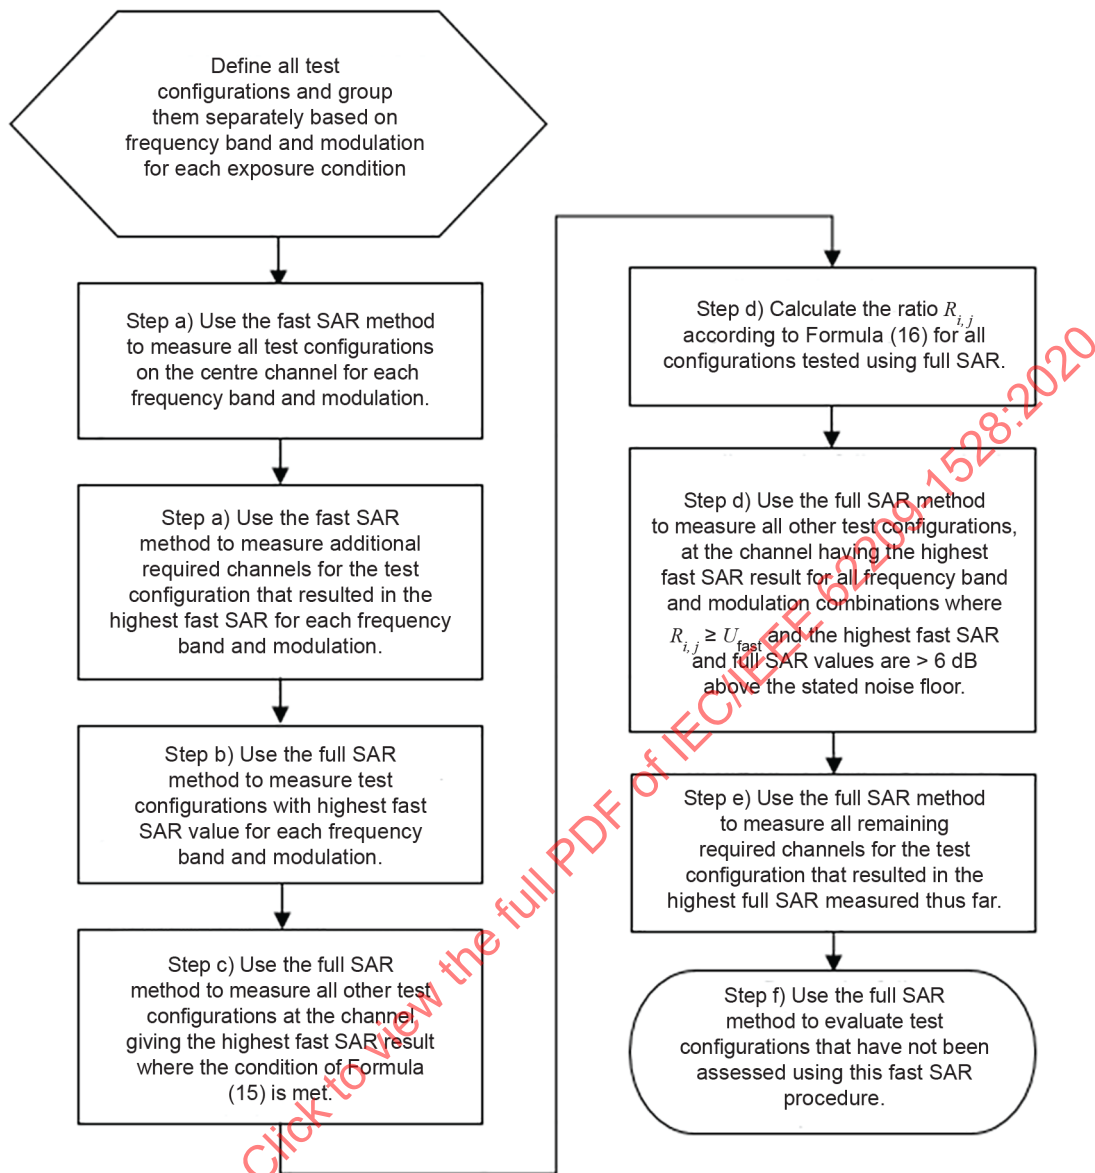 Define all test
configurations and group
them separately based on
frequency band and modulation
for each exposure condition
Step a) Use the fast SAR method
to measure all test configurations
on the centre channel for each
frequency band and modulation.
Step a) Use the fast SAR
method to measure additional
required channels for the test
configuration that resulted in the
highest fast SAR for each frequency
band and modulation.
Step b) Use the full SAR
method to measure test
configurations with highest fast
SAR value for each frequency
band and modulation.
Step c) Use the full SAR
method to measure all other test
configurations at the channel
giving the highest fast SAR result
where the condition of Formula
(15) is met.
Step d) Calculate the ratio R i,j
according to Formula (16) for all
configurations tested using full SAR.
Step d) Use the full SAR method
to measure all other test configurations,
at the channel having the highest
fast SAR result for all frequency band
and modulation combinations where
R i,j ≥ U fast and the highest fast SAR
and full SAR values are > 6 dB
above the stated noise floor.
Step e) Use the full SAR method
to measure all remaining
required channels for the test
configuration that resulted in the
highest full SAR measured thus far.
Step f) Use the full SAR
method to evaluate test
configurations that have not been
assessed using this fast SAR
procedure.
Click to view the full PDF of IEC/IEEE 62209-1528:2020